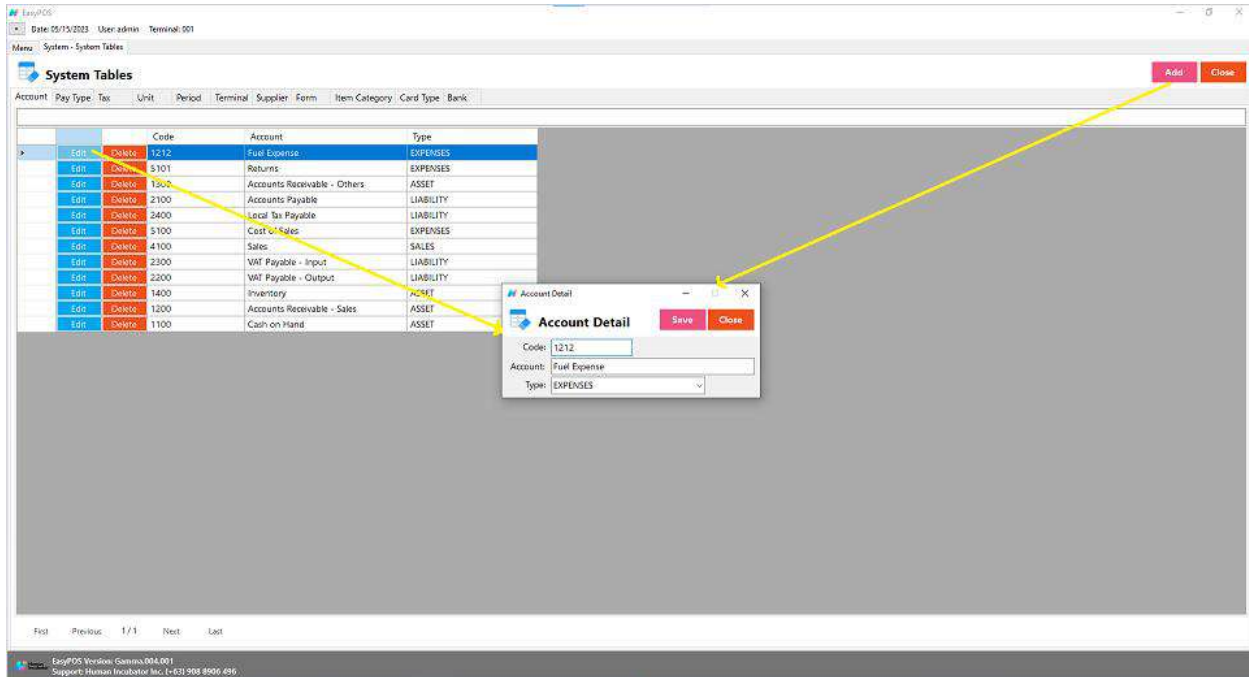 EasyPOS
Date: 05/15/2023 User: admin Terminal: 001
Menu System - System Tables
System Tables Add Close
Account Pay Type Tax Unit Period Terminal Supplier Form Item Category Card Type Bank
Code Account Type
Edit Delete 1212 Fuel Expense EXPENSES
Edit Delete 5101 Returns EXPENSES
Edit Delete 1300 Accounts Receivable - Others ASSET
Edit Delete 2100 Accounts Payable LIABILITY
Edit Delete 2400 Local Tax Payable LIABILITY
Edit Delete 5100 Cost of Sales EXPENSES
Edit Delete 4100 Sales SALES
Edit Delete 2300 VAT Payable - Input LIABILITY
Edit Delete 2200 VAT Payable - Output LIABILITY
Edit Delete 1400 Inventory ASSET
Edit Delete 1200 Accounts Receivable - Sales ASSET
Edit Delete 1100 Cash on Hand ASSET
Account Detail
Account Detail Save Close
Code: 1212
Account: Fuel Expense
Type: EXPENSES
First Previous 1/1 Next Last
Human Incubator
EasyPOS Version: Gamma.004.001
Support: Human Incubator Inc. (+63) 908 8906 496